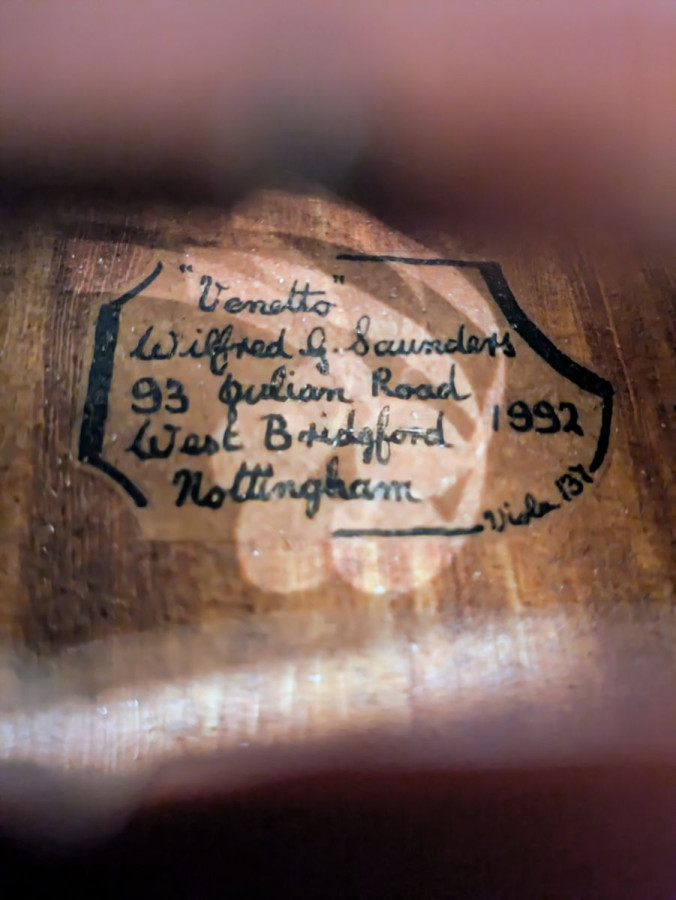 "Venetto"
Wilfred G. Saunders
93 Julian Road
West Bridgford
1992
Nottingham
Viola 137